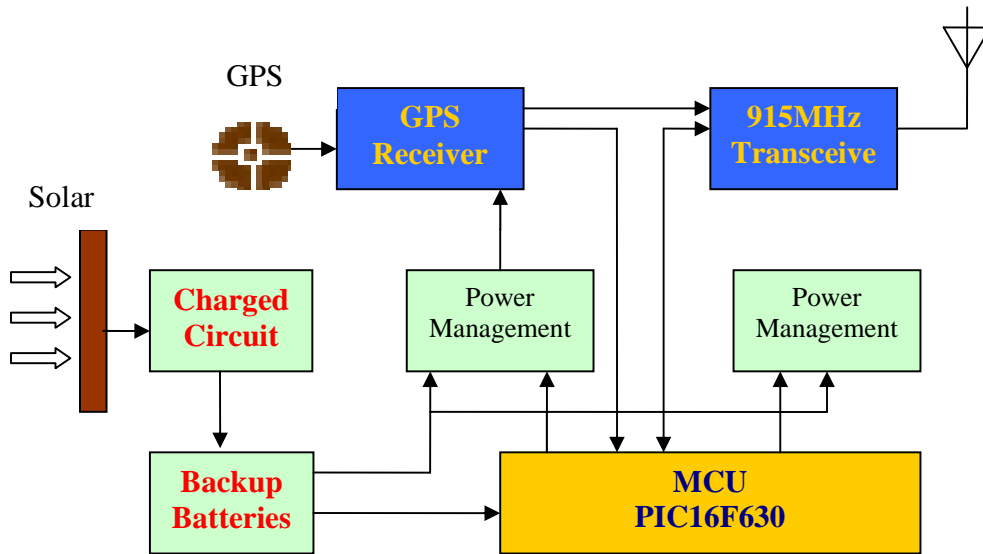 GPS
GPS
Receiver
915MHz
Transceive
Solar
Charged
Circuit
Power
Management
Power
Management
Backup
Batteries
MCU
PIC16F630